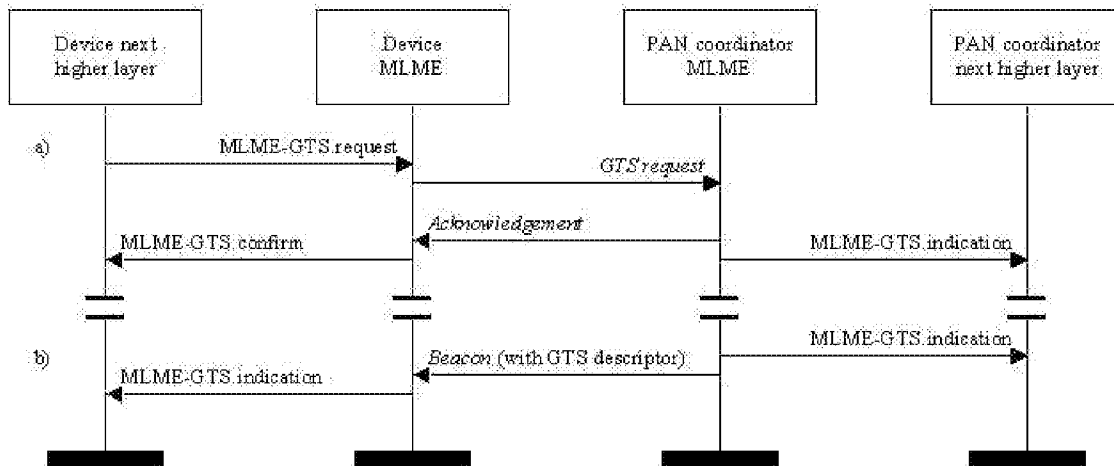 Device next
higher layer
Device
MLME
PAN coordinator
MLME
PAN coordinator
next higher layer
a)
MLME-GTS.request
GTS request
Acknowledgement
MLME-GTS.confirm
MLME-GTS.indication
MLME-GTS.indication
b)
Beacon (with GTS descriptor)
MLME-GTS.indication